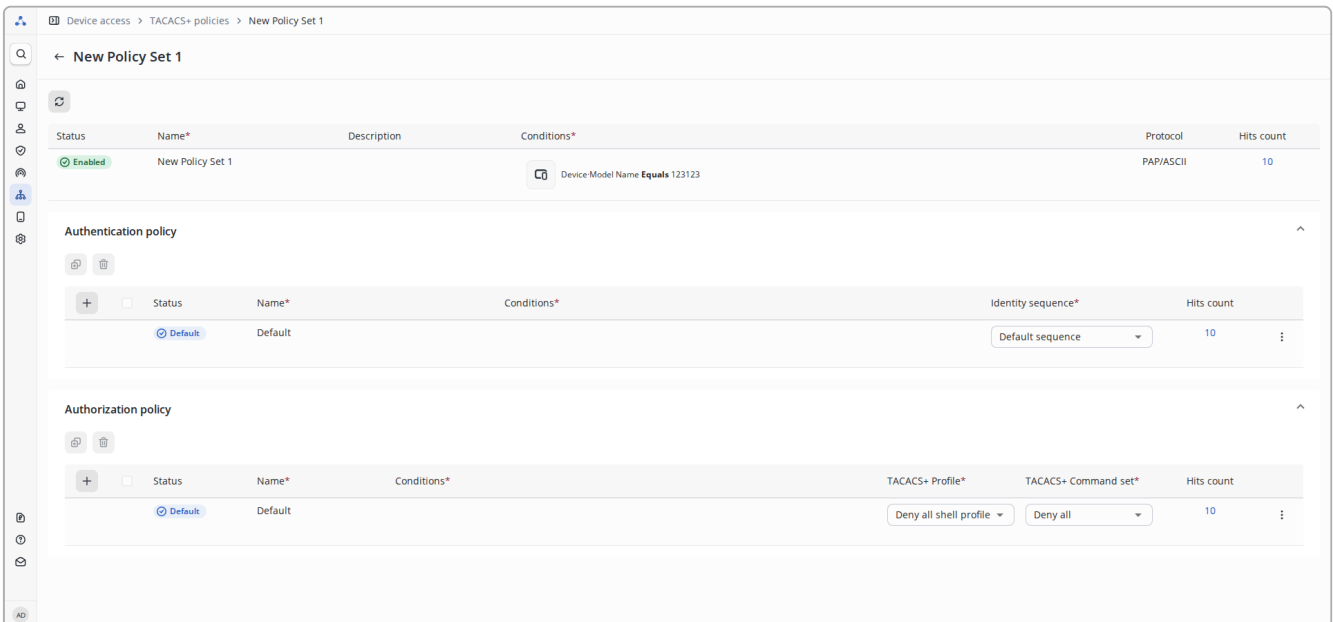 Device access > TACACS+ policies > New Policy Set 1
← New Policy Set 1
Status Name* Description Conditions* Protocol Hits count
Enabled New Policy Set 1 Device·Model Name Equals 123123 PAP/ASCII 10
Authentication policy
+ Status Name* Conditions* Identity sequence* Hits count
Default Default Default sequence 10
Authorization policy
+ Status Name* Conditions* TACACS+ Profile* TACACS+ Command set* Hits count
Default Default Deny all shell profile Deny all 10
AD